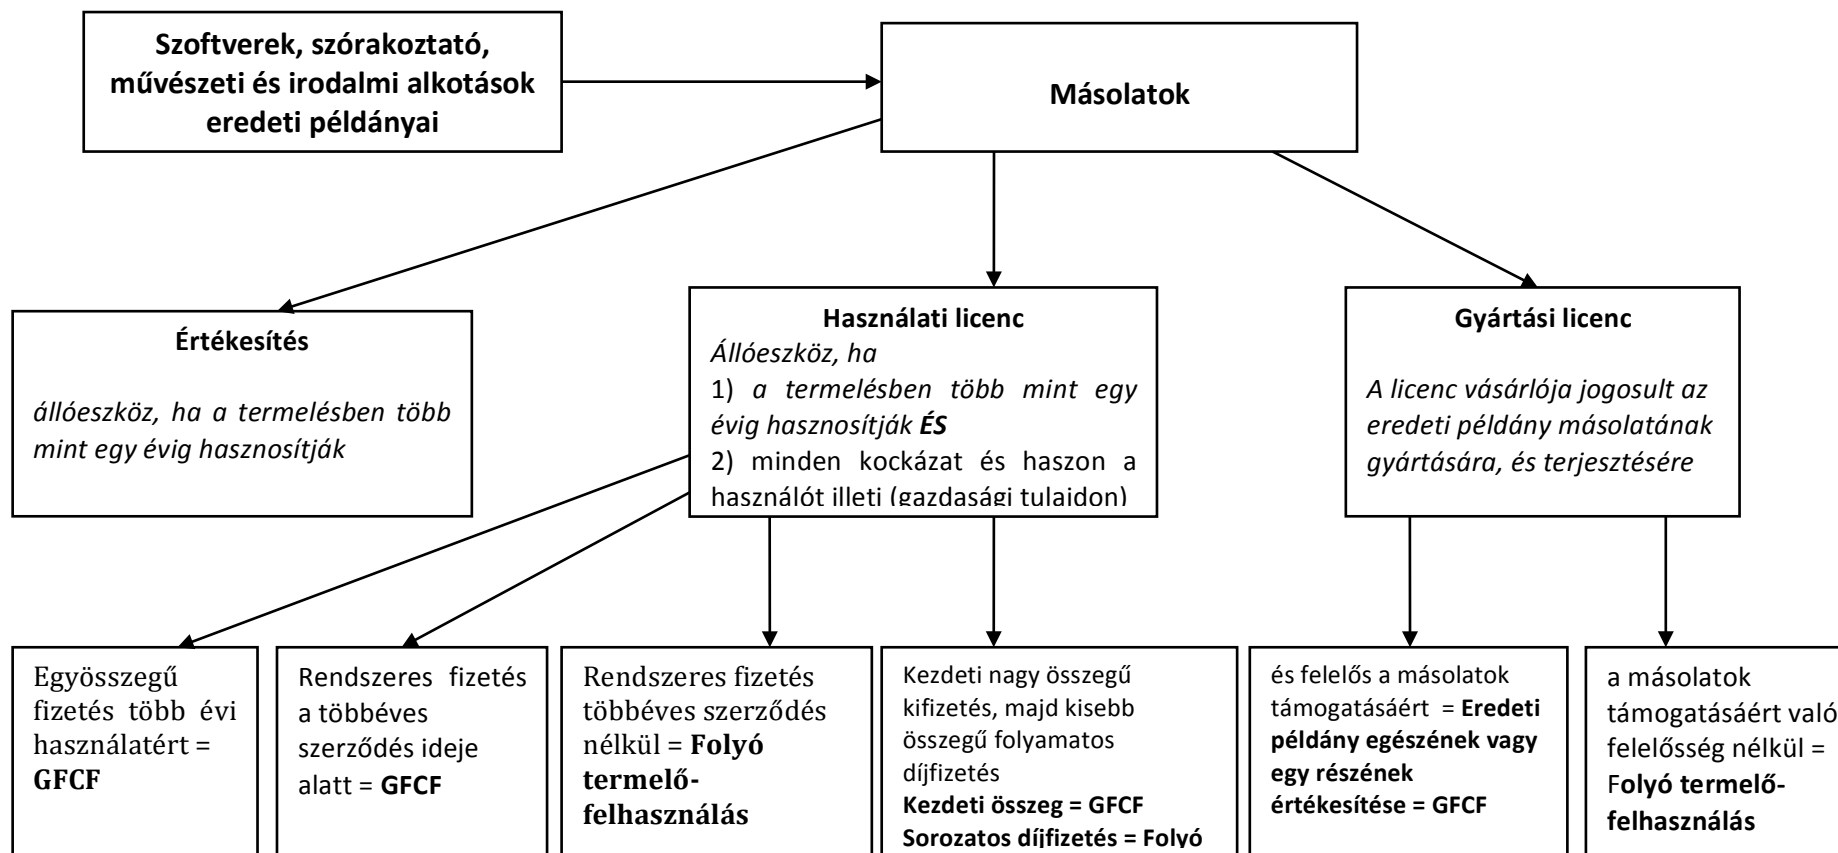 Szoftverek, szórakoztató,
művészeti és irodalmi alkotások
eredeti példányai
Másolatok
Értékesítés
állóeszköz, ha a termelésben több
mint egy évig hasznosítják
Használati licenc
Állóeszköz, ha
1) a termelésben több mint egy
évig hasznosítják ÉS
2) minden kockázat és haszon a
használót illeti (gazdasági tulajdon)
Gyártási licenc
A licenc vásárlója jogosult az
eredeti példány másolatának
gyártására, és terjesztésére
Egyösszegű
fizetés több évi
használatért =
GFCF
Rendszeres fizetés
a többéves
szerződés ideje
alatt = GFCF
Rendszeres fizetés
többéves szerződés
nélkül = Folyó
termelő-
felhasználás
Kezdeti nagy összegű
kifizetés, majd kisebb
összegű folyamatos
díjfizetés
Kezdeti összeg = GFCF
Sorozatos díjfizetés = Folyó
és felelős a másolatok
támogatásáért = Eredeti
példány egészének vagy
egy részének
értékesítése = GFCF
a másolatok
támogatásáért való
felelősség nélkül =
Folyó termelő-
felhasználás